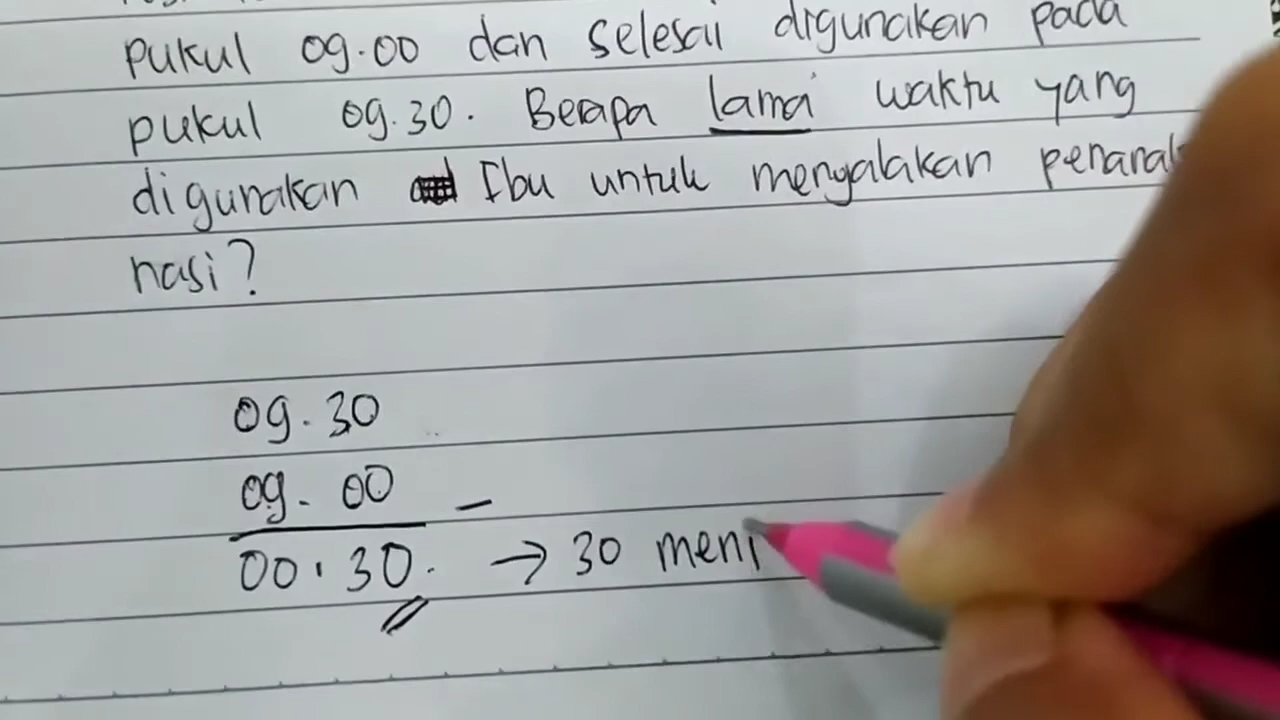 pukul 09.00 dan selesai digunakan pada
pukul 09.30. Berapa lama waktu yang
digunakan Ibu untuk menyalakan penanak
nasi?
09.30
09.00 -
00.30. → 30 meni